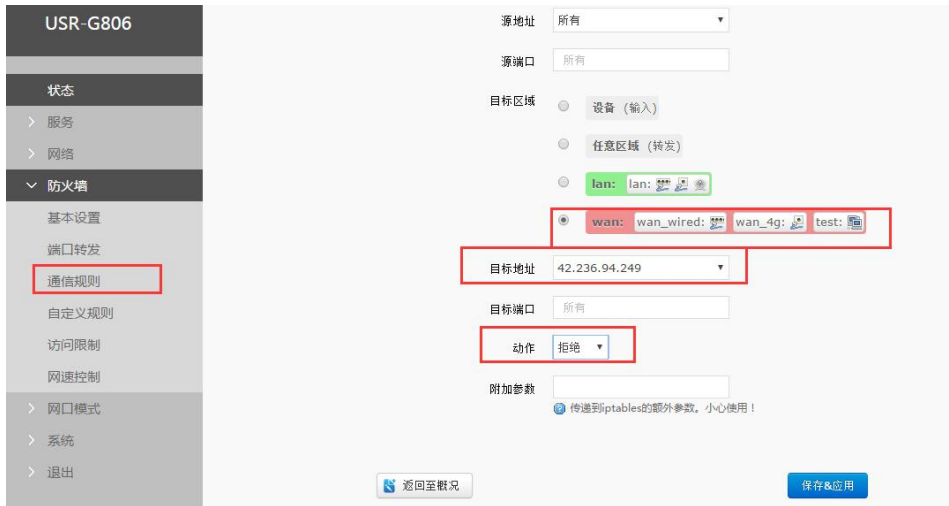 USR-G806
状态
服务
网络
防火墙
基本设置
端口转发
通信规则
自定义规则
访问限制
网速控制
网口模式
系统
退出
源地址 所有
源端口 所有
目标区域 设备 (输入)
任意区域 (转发)
lan: lan:
wan: wan_wired: wan_4g: test:
目标地址 42.236.94.249
目标端口 所有
动作 拒绝
附加参数
传递到iptables的额外参数。小心使用！
返回至概况
保存&应用